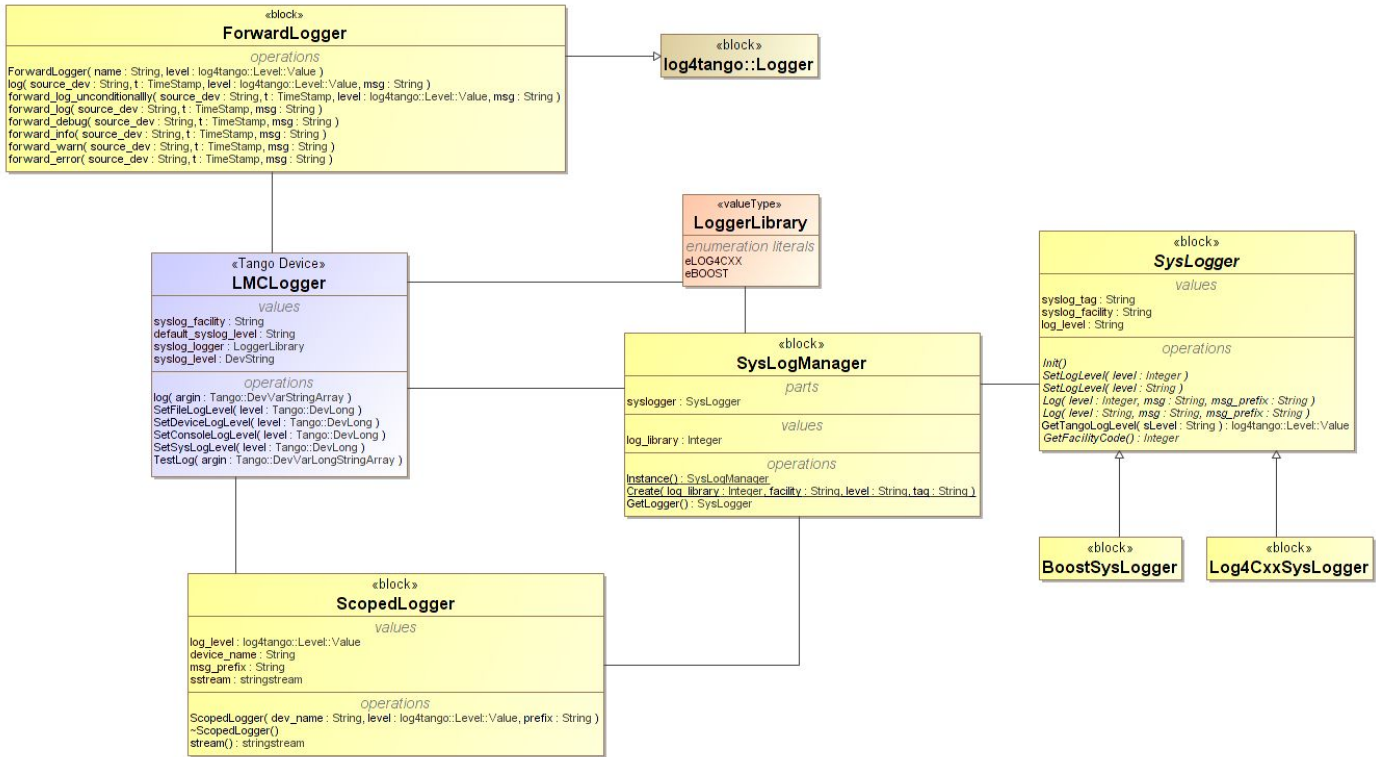 «block»
ForwardLogger
operations
ForwardLogger( name : String, level : log4tango::Level::Value )
log( source_dev : String, t : TimeStamp, level : log4tango::Level::Value, msg : String )
forward_log_unconditionallly( source_dev : String, t : TimeStamp, level : log4tango::Level::Value, msg : String )
forward_log( source_dev : String, t : TimeStamp, msg : String )
forward_debug( source_dev : String, t : TimeStamp, msg : String )
forward_info( source_dev : String, t : TimeStamp, msg : String )
forward_warn( source_dev : String, t : TimeStamp, msg : String )
forward_error( source_dev : String, t : TimeStamp, msg : String )
«block»
log4tango::Logger
«valueType»
LoggerLibrary
enumeration literals
eLOG4CXX
eBOOST
«Tango Device»
LMCLogger
values
syslog_facility : String
default_syslog_level : String
syslog_logger : LoggerLibrary
syslog_level : DevString
operations
log( argin : Tango::DevVarStringArray )
SetFileLogLevel( level : Tango::DevLong )
SetDeviceLogLevel( level : Tango::DevLong )
SetConsoleLogLevel( level : Tango::DevLong )
SetSysLogLevel( level : Tango::DevLong )
TestLog( argin : Tango::DevVarLongStringArray )
«block»
SysLogManager
parts
syslogger : SysLogger
values
log_library : Integer
operations
Instance() : SysLogManager
Create( log_library : Integer, facility : String, level : String, tag : String )
GetLogger() : SysLogger
«block»
SysLogger
values
syslog_tag : String
syslog_facility : String
log_level : String
operations
Init()
SetLogLevel( level : Integer )
SetLogLevel( level : String )
Log( level : Integer, msg : String, msg_prefix : String )
Log( level : String, msg : String, msg_prefix : String )
GetTangoLogLevel( sLevel : String ) : log4tango::Level::Value
GetFacilityCode() : Integer
«block»
BoostSysLogger
«block»
Log4CxxSysLogger
«block»
ScopedLogger
values
log_level : log4tango::Level::Value
device_name : String
msg_prefix : String
sstream : stringstream
operations
ScopedLogger( dev_name : String, level : log4tango::Level::Value, prefix : String )
~ScopedLogger()
stream() : stringstream